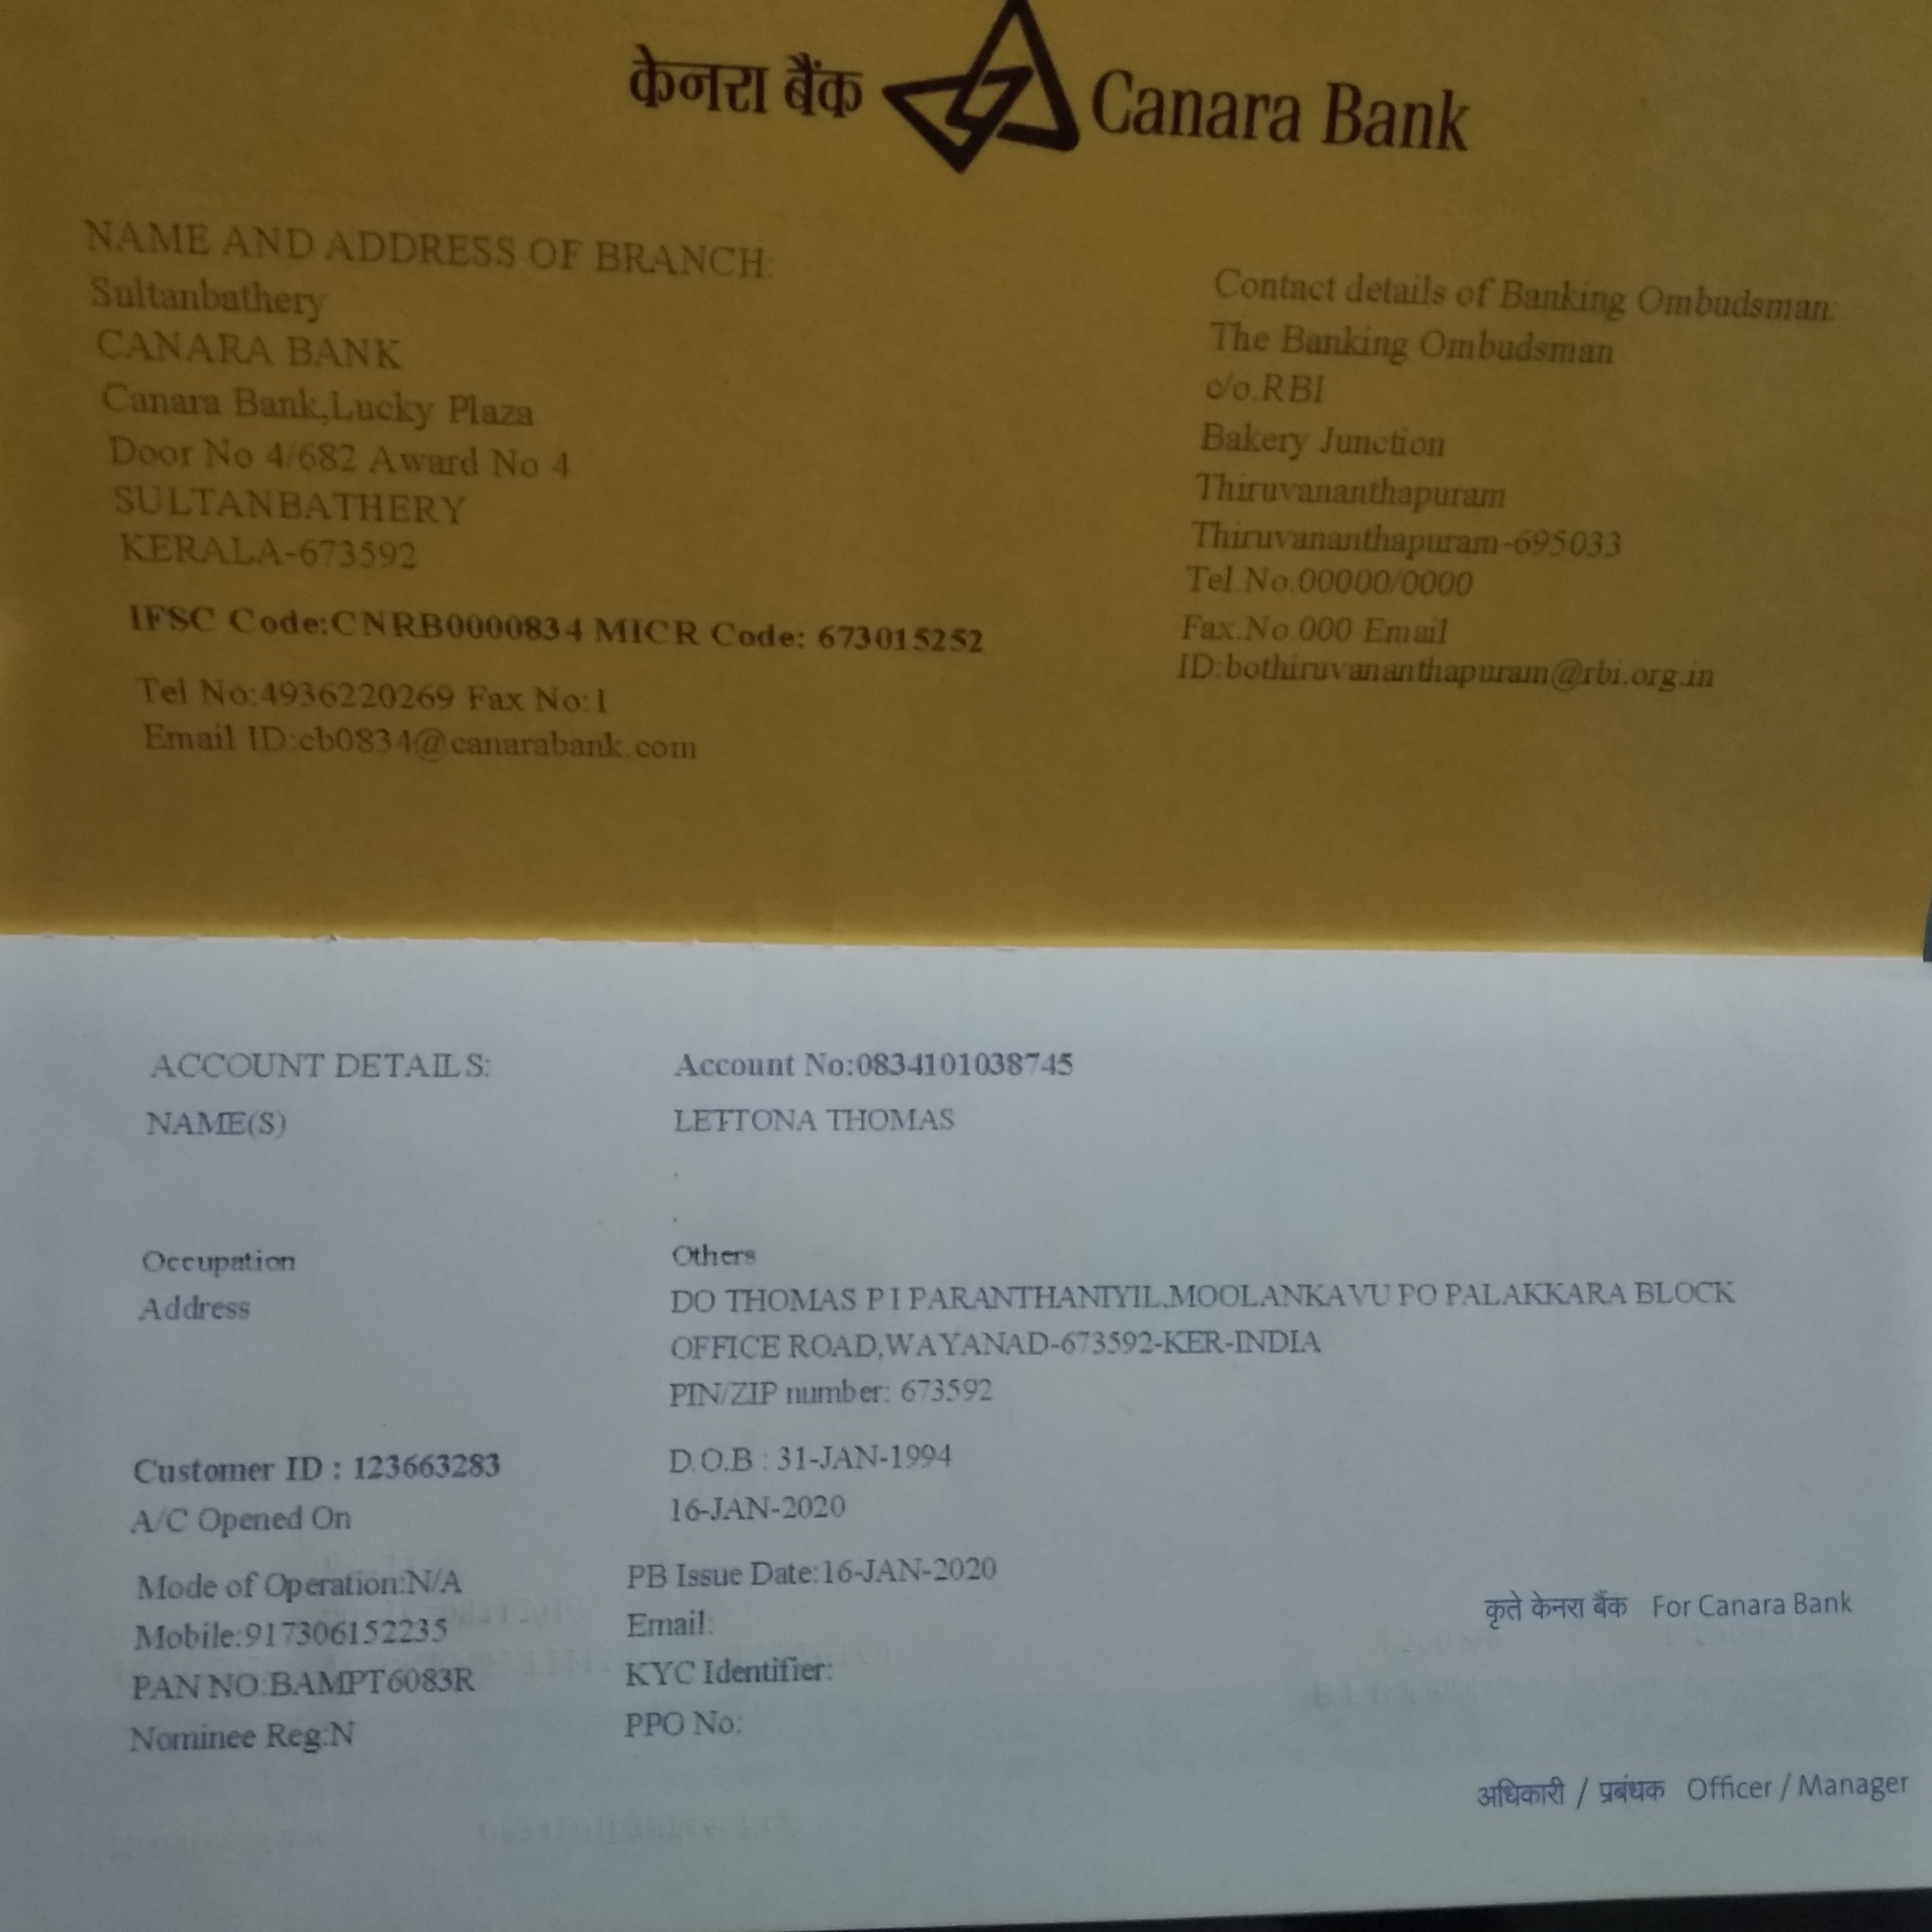 केनरा बैंक Canara Bank
NAME AND ADDRESS OF BRANCH:
Sultanbathery
CANARA BANK
Canara Bank,Lucky Plaza
Door No 4/682 Award No 4
SULTANBATHERY
KERALA-673592
IFSC Code:CNRB0000834 MICR Code: 673015252
Tel No:4936220269 Fax No:1
Email ID:cb0834@canarabank.com
Contact details of Banking Ombudsman:
The Banking Ombudsman
c/o.RBI
Bakery Junction
Thiruvananthapuram
Thiruvananthapuram-695033
Tel.No.00000/0000
Fax.No.000 Email
ID:bothiruvananthapuram@rbi.org.in
ACCOUNT DETAILS: Account No:0834101038745
NAME(S) LETTONA THOMAS
Occupation Others
Address DO THOMAS P I PARANTHANIYIL,MOOLANKAVU PO PALAKKARA BLOCK
OFFICE ROAD,WAYANAD-673592-KER-INDIA
PIN/ZIP number: 673592
Customer ID : 123663283 D.O.B : 31-JAN-1994
A/C Opened On 16-JAN-2020
Mode of Operation:N/A PB Issue Date:16-JAN-2020
Mobile:917306152235 Email:
PAN NO:BAMPT6083R KYC Identifier:
Nominee Reg:N PPO No:
कृते केनरा बैंक For Canara Bank
अधिकारी / प्रबंधक Officer / Manager